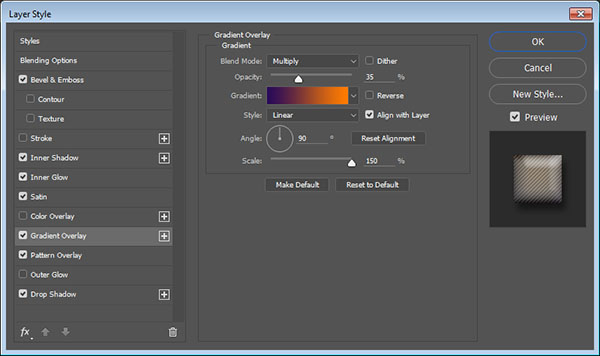 Layer Style
Styles
Blending Options
Bevel & Emboss
Contour
Texture
Stroke
Inner Shadow
Inner Glow
Satin
Color Overlay
Gradient Overlay
Pattern Overlay
Outer Glow
Drop Shadow
fx
Gradient Overlay
Gradient
Blend Mode: Multiply Dither
Opacity: 35 %
Gradient: Reverse
Style: Linear Align with Layer
Angle: 90 ° Reset Alignment
Scale: 150 %
Make Default Reset to Default
OK
Cancel
New Style...
Preview